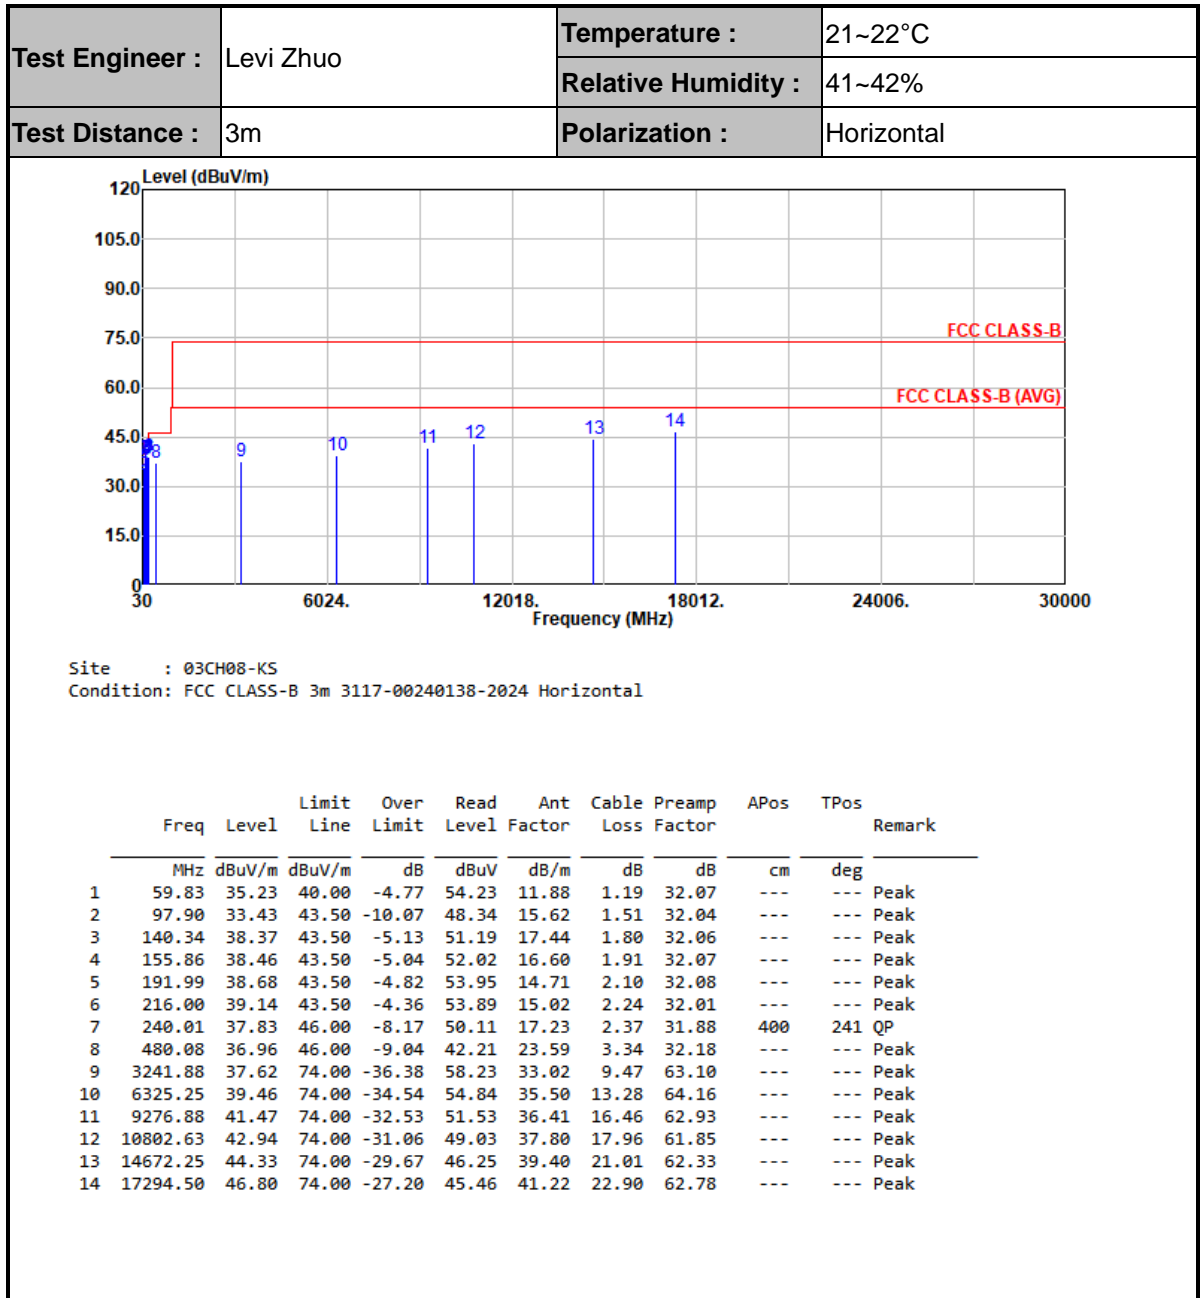 Test Engineer : Levi Zhuo Temperature : 21~22°C
Relative Humidity : 41~42%
Test Distance : 3m Polarization : Horizontal
Level (dBuV/m)
120
105.0
90.0
75.0
60.0
45.0
30.0
15.0
0
FCC CLASS-B
FCC CLASS-B (AVG)
8 9 10 11 12 13 14
30 6024. 12018. 18012. 24006. 30000
Frequency (MHz)
Site : 03CH08-KS
Condition: FCC CLASS-B 3m 3117-00240138-2024 Horizontal
Limit Over Read Ant Cable Preamp APos TPos
Freq Level Line Limit Level Factor Loss Factor Remark
MHz dBuV/m dBuV/m dB dBuV dB/m dB dB cm deg
1 59.83 35.23 40.00 -4.77 54.23 11.88 1.19 32.07 --- --- Peak
2 97.90 33.43 43.50 -10.07 48.34 15.62 1.51 32.04 --- --- Peak
3 140.34 38.37 43.50 -5.13 51.19 17.44 1.80 32.06 --- --- Peak
4 155.86 38.46 43.50 -5.04 52.02 16.60 1.91 32.07 --- --- Peak
5 191.99 38.68 43.50 -4.82 53.95 14.71 2.10 32.08 --- --- Peak
6 216.00 39.14 43.50 -4.36 53.89 15.02 2.24 32.01 --- --- Peak
7 240.01 37.83 46.00 -8.17 50.11 17.23 2.37 31.88 400 241 QP
8 480.08 36.96 46.00 -9.04 42.21 23.59 3.34 32.18 --- --- Peak
9 3241.88 37.62 74.00 -36.38 58.23 33.02 9.47 63.10 --- --- Peak
10 6325.25 39.46 74.00 -34.54 54.84 35.50 13.28 64.16 --- --- Peak
11 9276.88 41.47 74.00 -32.53 51.53 36.41 16.46 62.93 --- --- Peak
12 10802.63 42.94 74.00 -31.06 49.03 37.80 17.96 61.85 --- --- Peak
13 14672.25 44.33 74.00 -29.67 46.25 39.40 21.01 62.33 --- --- Peak
14 17294.50 46.80 74.00 -27.20 45.46 41.22 22.90 62.78 --- --- Peak